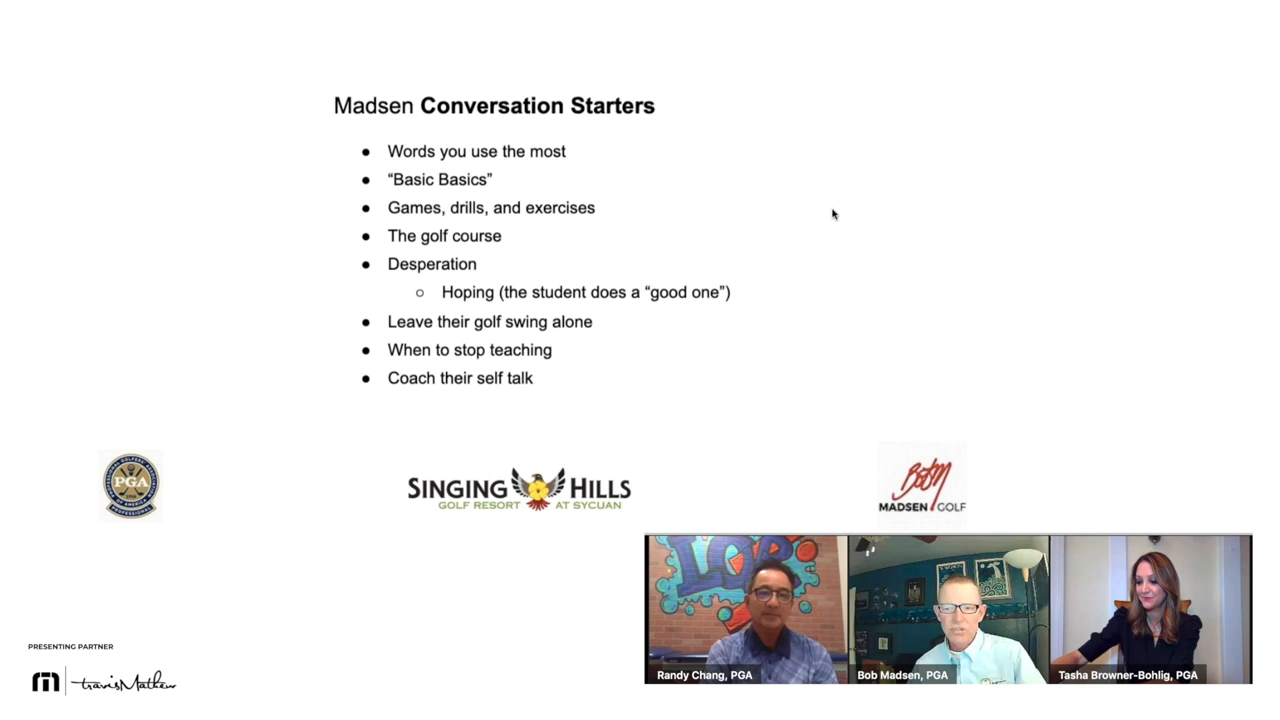 Madsen Conversation Starters
● Words you use the most
● “Basic Basics”
● Games, drills, and exercises
● The golf course
● Desperation
○ Hoping (the student does a “good one”)
● Leave their golf swing alone
● When to stop teaching
● Coach their self talk
PGA
SINGING HILLS
GOLF RESORT AT SYCUAN
BobM
MADSEN GOLF
PRESENTING PARTNER
travisMathew
Randy Chang, PGA
Bob Madsen, PGA
Tasha Browner-Bohlig, PGA